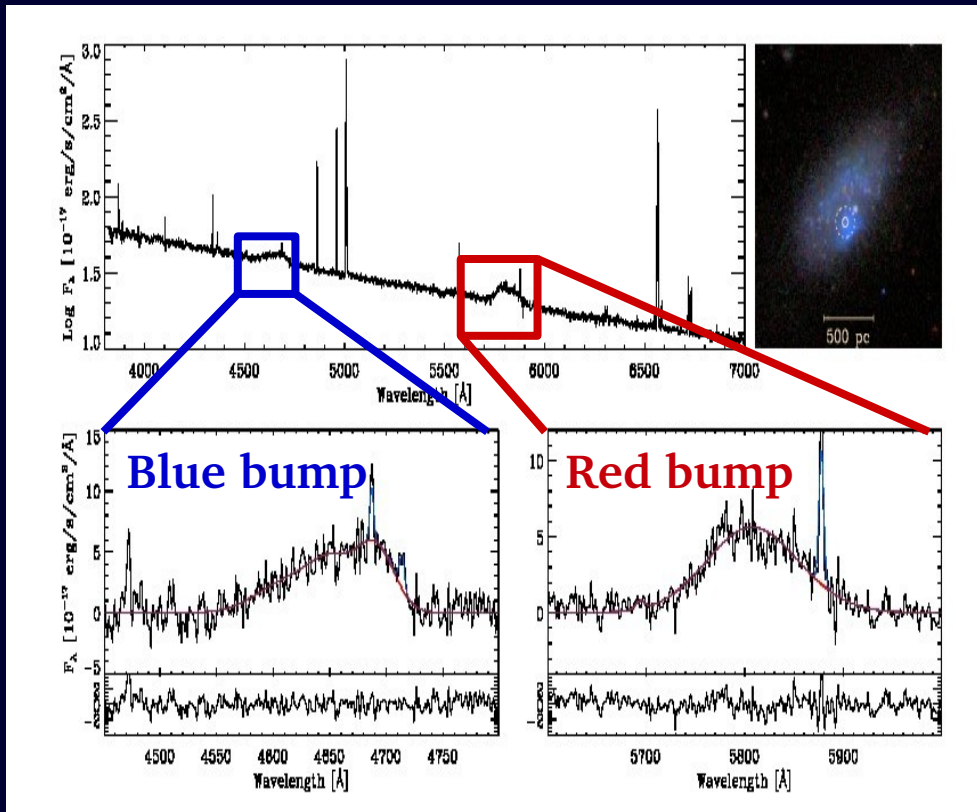 3.0
2.5
2.0
1.5
1.0
Log Fλ [10⁻¹⁷ erg/s/cm²/Å]
4000 4500 5000 5500 6000 6500 7000
Wavelength [Å]
500 pc
Blue bump
15
10
5
0
-5
Fλ [10⁻¹⁷ erg/s/cm²/Å]
4500 4550 4600 4650 4700 4750
Wavelength [Å]
Red bump
10
5
0
5700 5800 5900
Wavelength [Å]